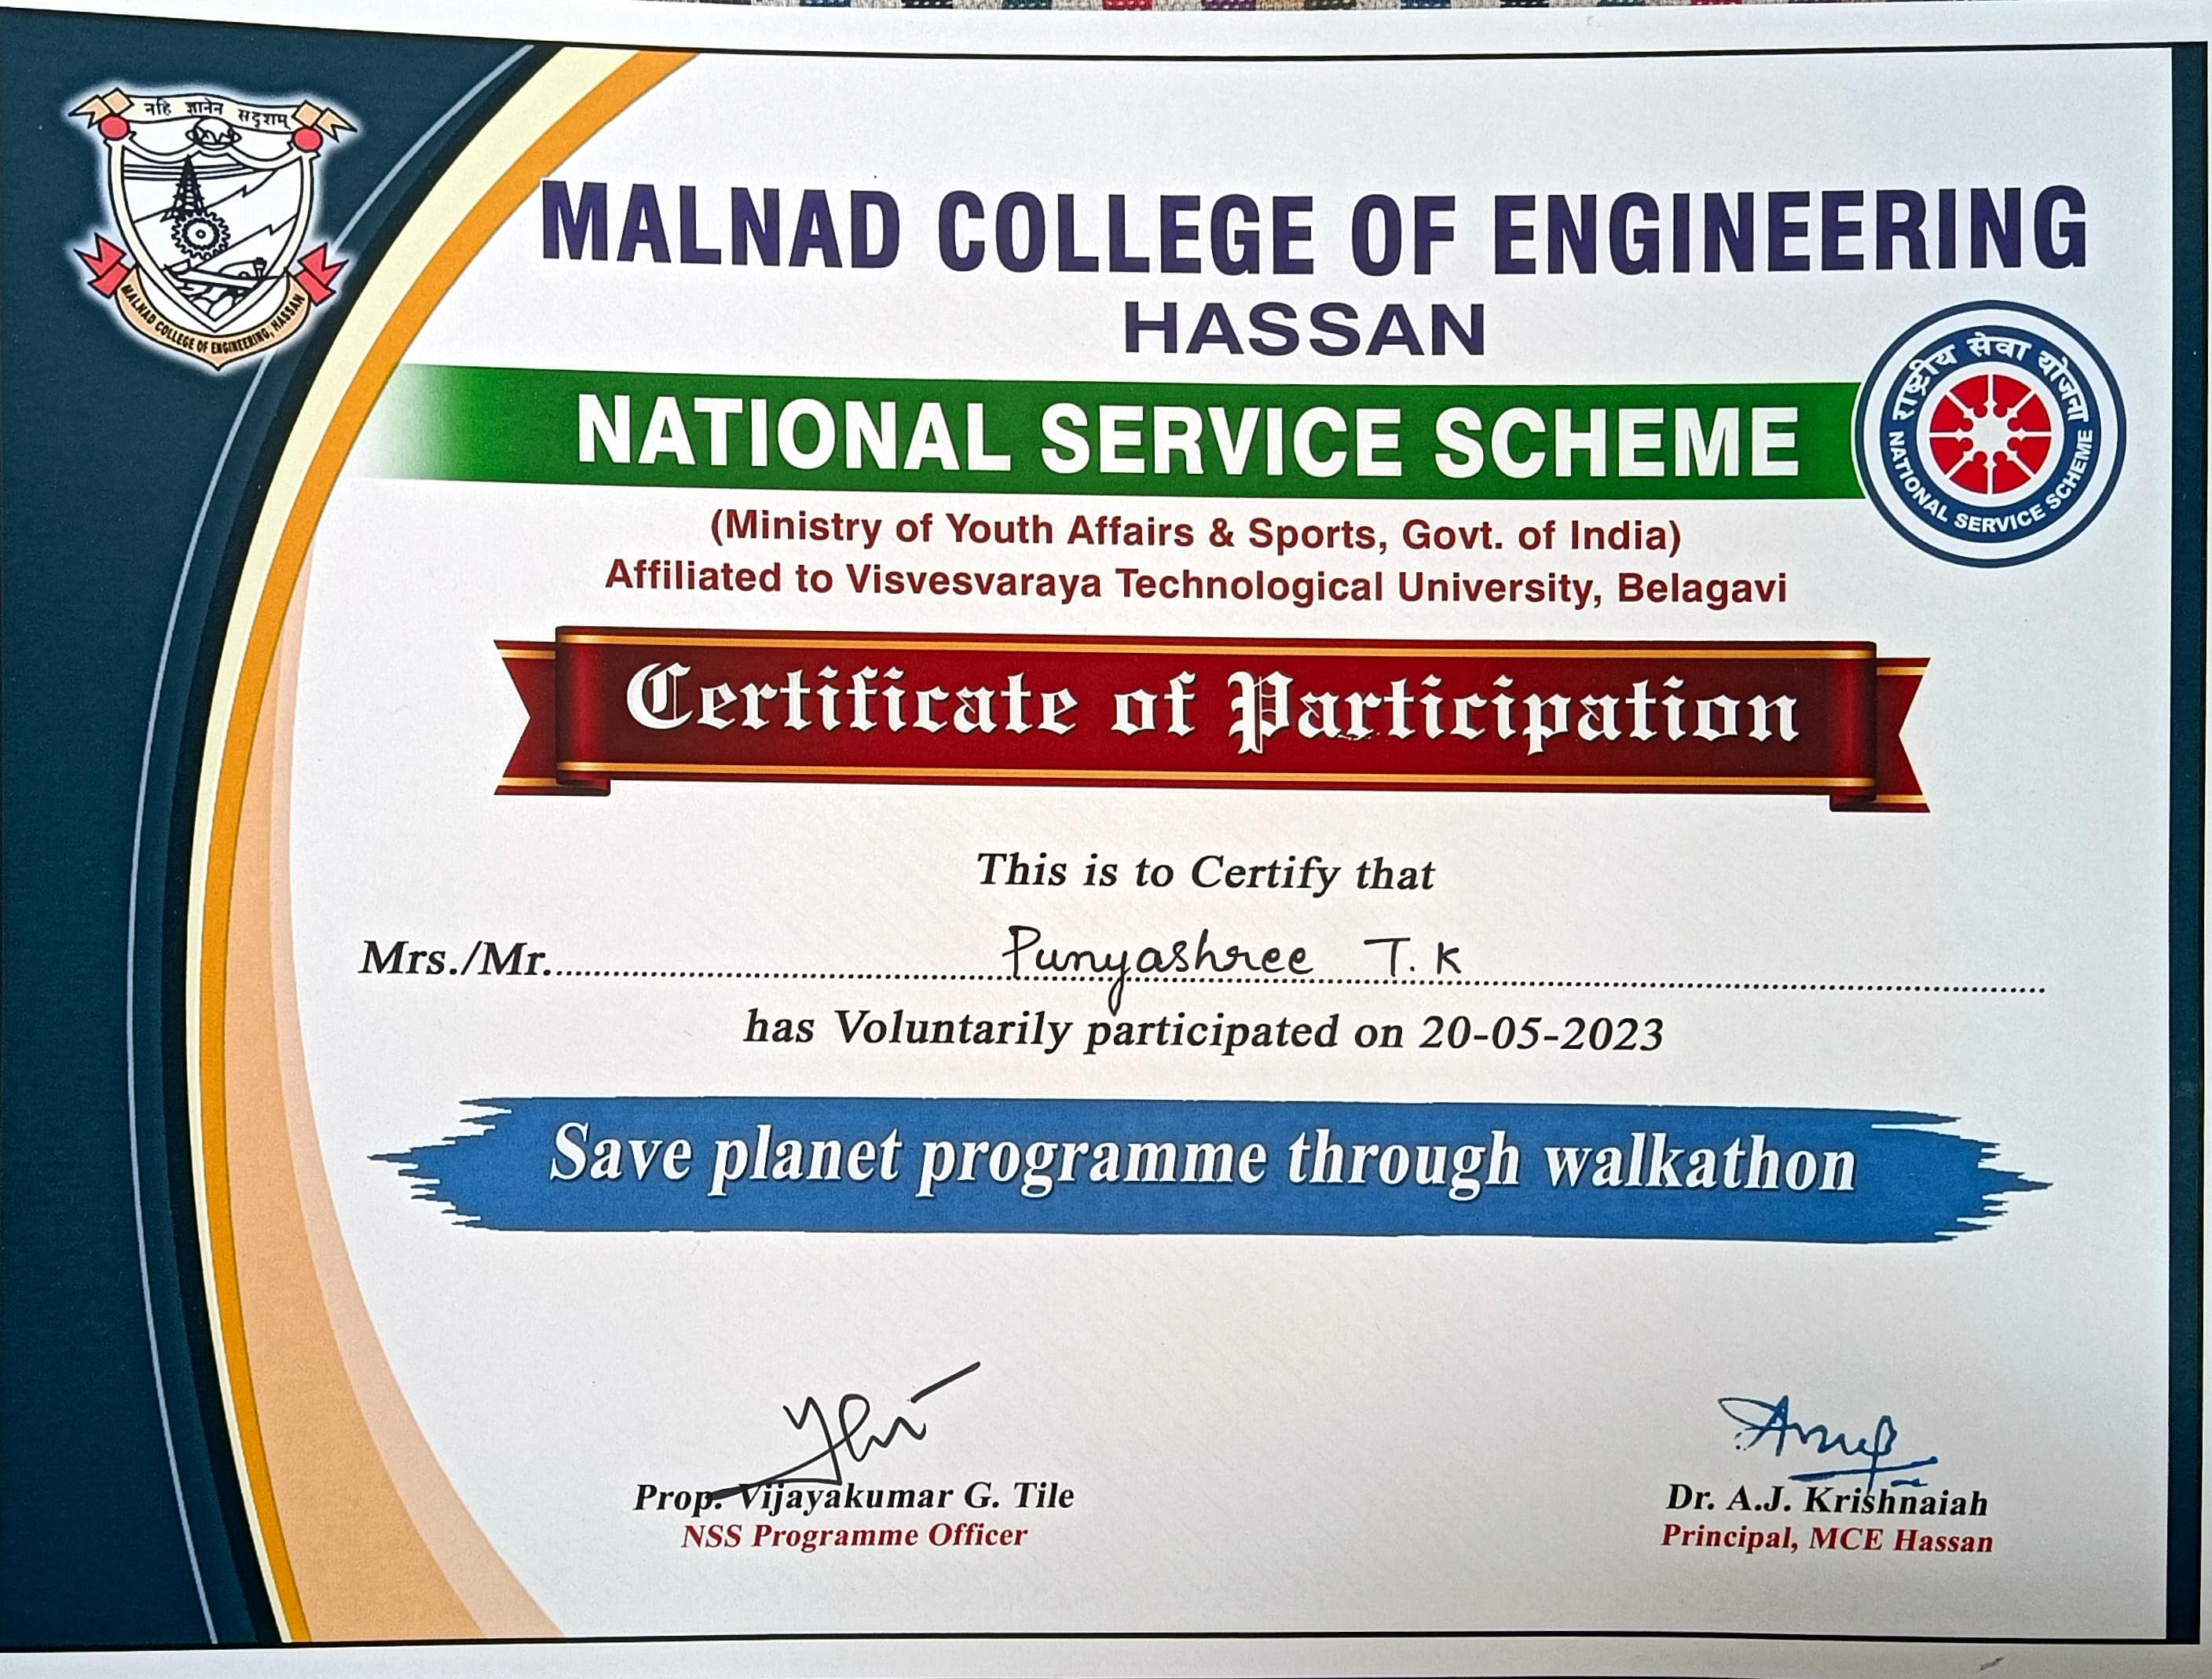 नहि ज्ञानेन सदृशम्
MALNAD COLLEGE OF ENGINEERING, HASSAN
MALNAD COLLEGE OF ENGINEERING
HASSAN
NATIONAL SERVICE SCHEME
राष्ट्रीय सेवा योजना
NATIONAL SERVICE SCHEME
(Ministry of Youth Affairs & Sports, Govt. of India)
Affiliated to Visvesvaraya Technological University, Belagavi
Certificate of Participation
This is to Certify that
Mrs./Mr. Punyashree T. K
has Voluntarily participated on 20-05-2023
Save planet programme through walkathon
Prop. Vijayakumar G. Tile
NSS Programme Officer
Dr. A.J. Krishnaiah
Principal, MCE Hassan